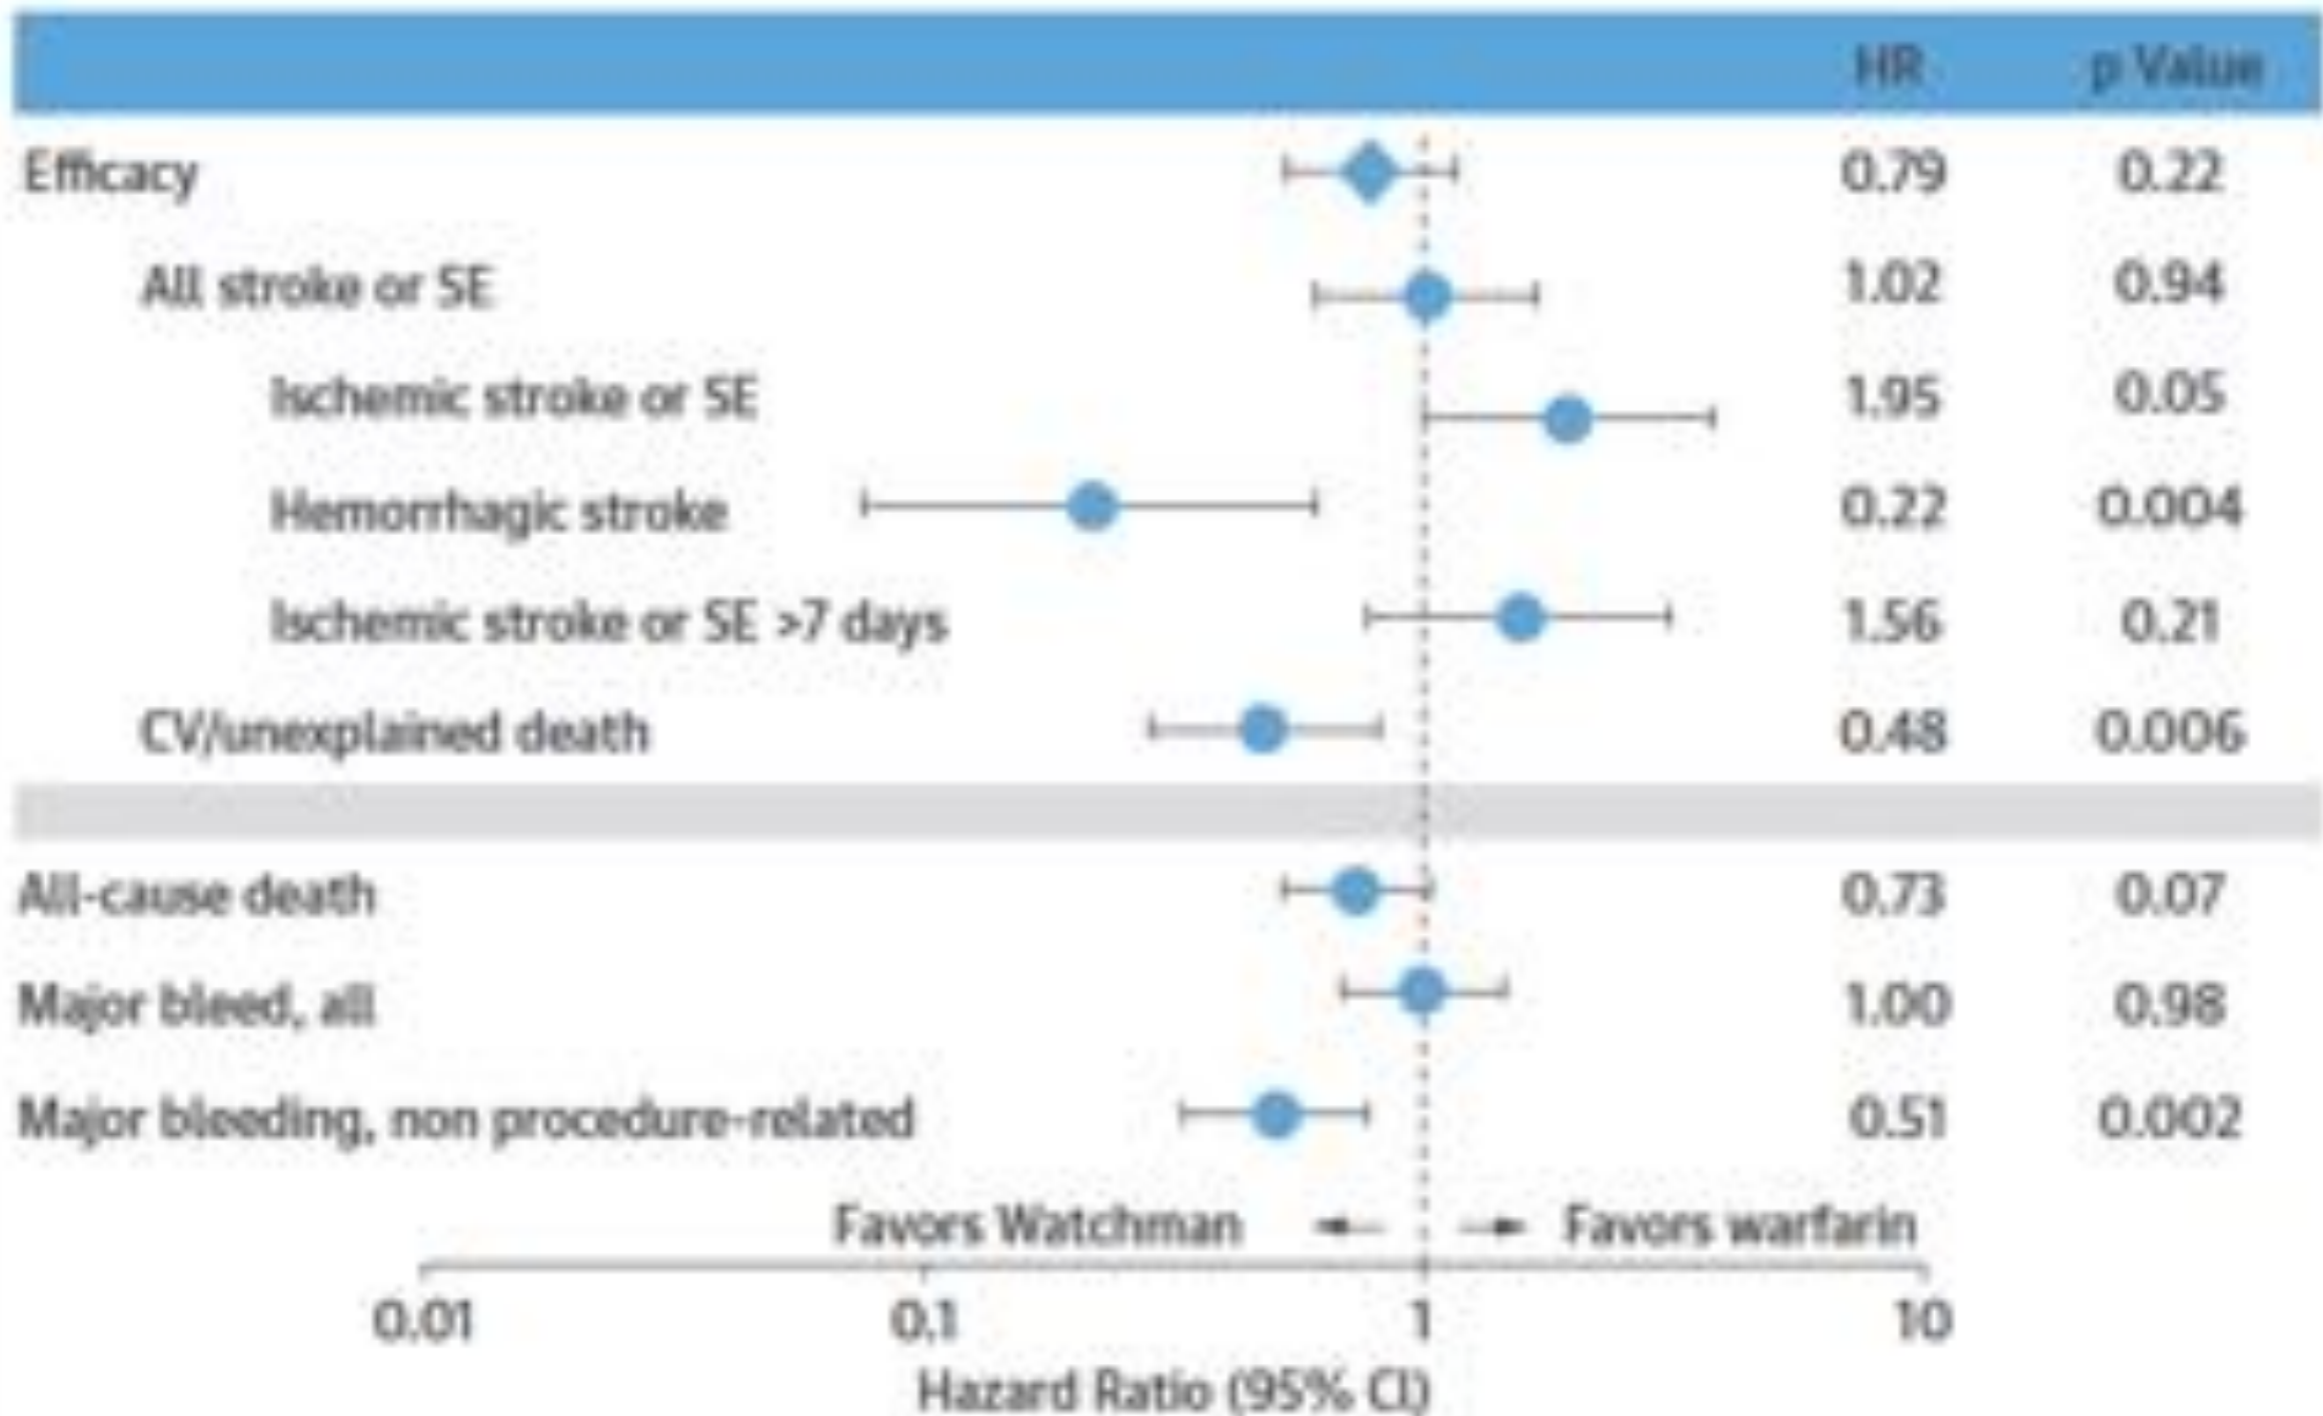 HR p Value
Efficacy 0.79 0.22
All stroke or SE 1.02 0.94
Ischemic stroke or SE 1.95 0.05
Hemorrhagic stroke 0.22 0.004
Ischemic stroke or SE >7 days 1.56 0.21
CV/unexplained death 0.48 0.006
All-cause death 0.73 0.07
Major bleed, all 1.00 0.98
Major bleeding, non procedure-related 0.51 0.002
Favors Watchman Favors warfarin
0.01 0.1 1 10
Hazard Ratio (95% CI)